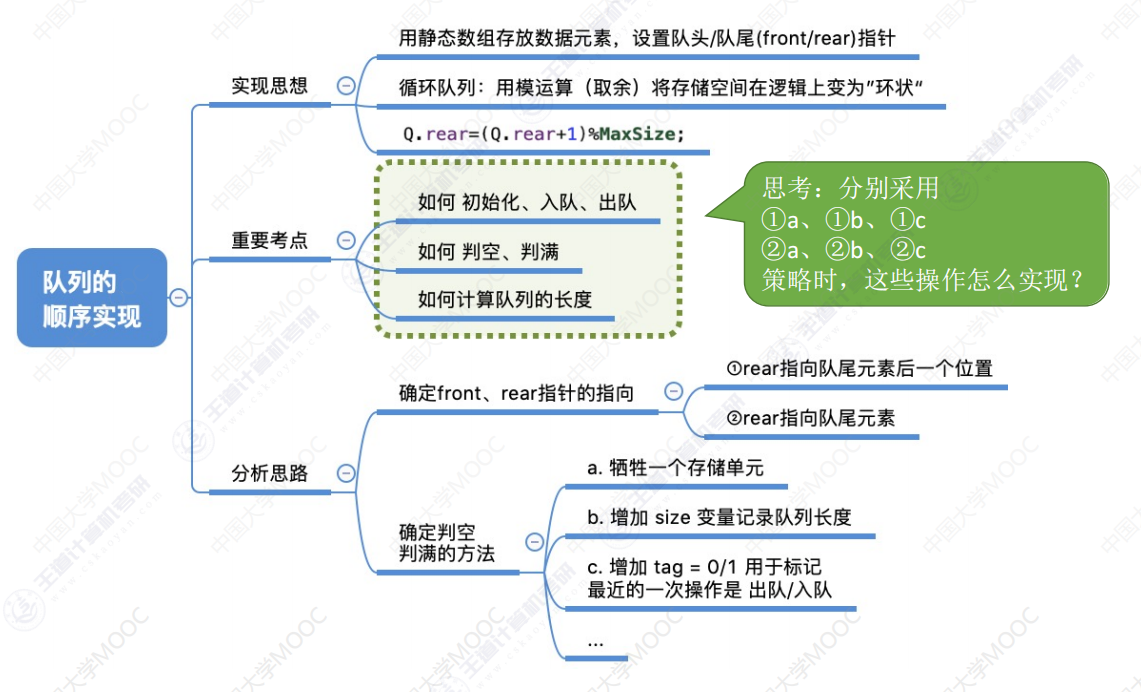 用静态数组存放数据元素，设置队头/队尾(front/rear)指针
实现思想
循环队列：用模运算（取余）将存储空间在逻辑上变为"环状"
Q.rear=(Q.rear+1)%MaxSize;
如何 初始化、入队、出队
重要考点
如何 判空、判满
如何计算队列的长度
思考：分别采用
①a、①b、①c
②a、②b、②c
策略时，这些操作怎么实现？
队列的
顺序实现
确定front、rear指针的指向
①rear指向队尾元素后一个位置
②rear指向队尾元素
分析思路
确定判空
判满的方法
a. 牺牲一个存储单元
b. 增加 size 变量记录队列长度
c. 增加 tag = 0/1 用于标记
最近的一次操作是 出队/入队
...
中国大学MOOC
王道计算机考研